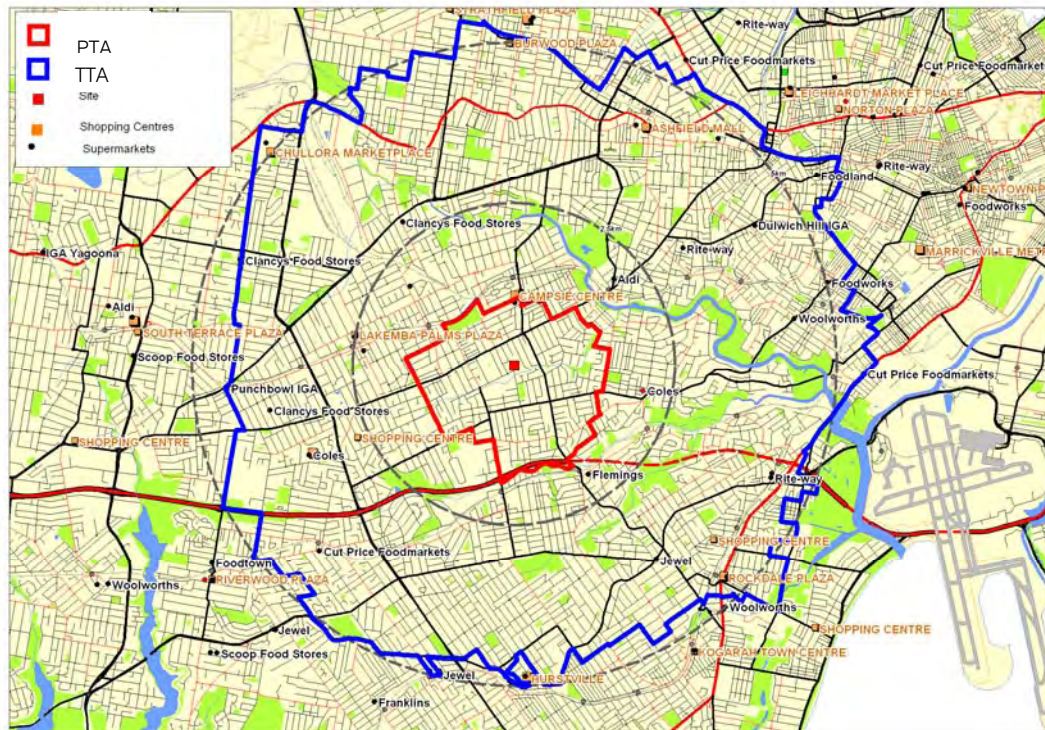 PTA
TTA
Site
Shopping Centres
Supermarkets
STRATHFIELD PLAZA
Rite-way
BURWOOD PLAZA
Cut Price Foodmarkets
Cut Price Foodmarkets
LEICHHARDT MARKET PLACE
NORTON PLAZA
ASHFIELD MALL
CHULLORA MARKETPLACE
Rite-way
5km
Foodland
NEWTOWN P
Foodworks
Clancy Food Stores
2.5km
Dulwich Hill IGA
Rite-way
MARRICKVILLE MET
IGA Yagoona
Clancys Food Stores
Aldi
Foodworks
CAMPSIE CENTRE
Aldi
Woolworths
SOUTH TERRACE PLAZA
LAKEMBA PALMS PLAZA
Scoop Food Stores
Cut Price Foodmarkets
Punchbowl IGA
Coles
Clancys Food Stores
SHOPPING CENTRE
SHOPPING CENTRE
Coles
Flemings
Rite-way
SHOPPING CENTRE
Cut Price Foodmarkets
Foodtown
Jewel
RIVERWOOD PLAZA
ROCKDALE PLAZA
Woolworths
Woolworths
Jewel
SHOPPING CENTRE
Scoop Food Stores
KOGARAH TOWN CENTRE
Jewel
HURSTVILLE
Franklins